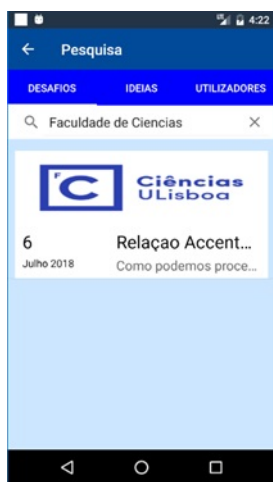 4:22
Pesquisa
DESAFIOS IDEIAS UTILIZADORES
Faculdade de Ciencias
FC
Ciências
ULisboa
6 Relaçao Accent...
Julho 2018 Como podemos proce...